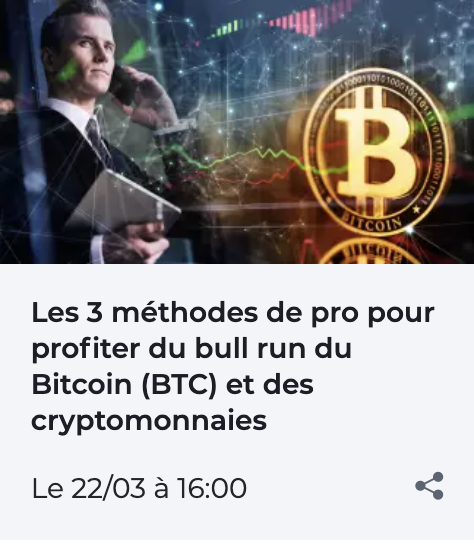 BITCOIN
Les 3 méthodes de pro pour
profiter du bull run du
Bitcoin (BTC) et des
cryptomonnaies
Le 22/03 à 16:00